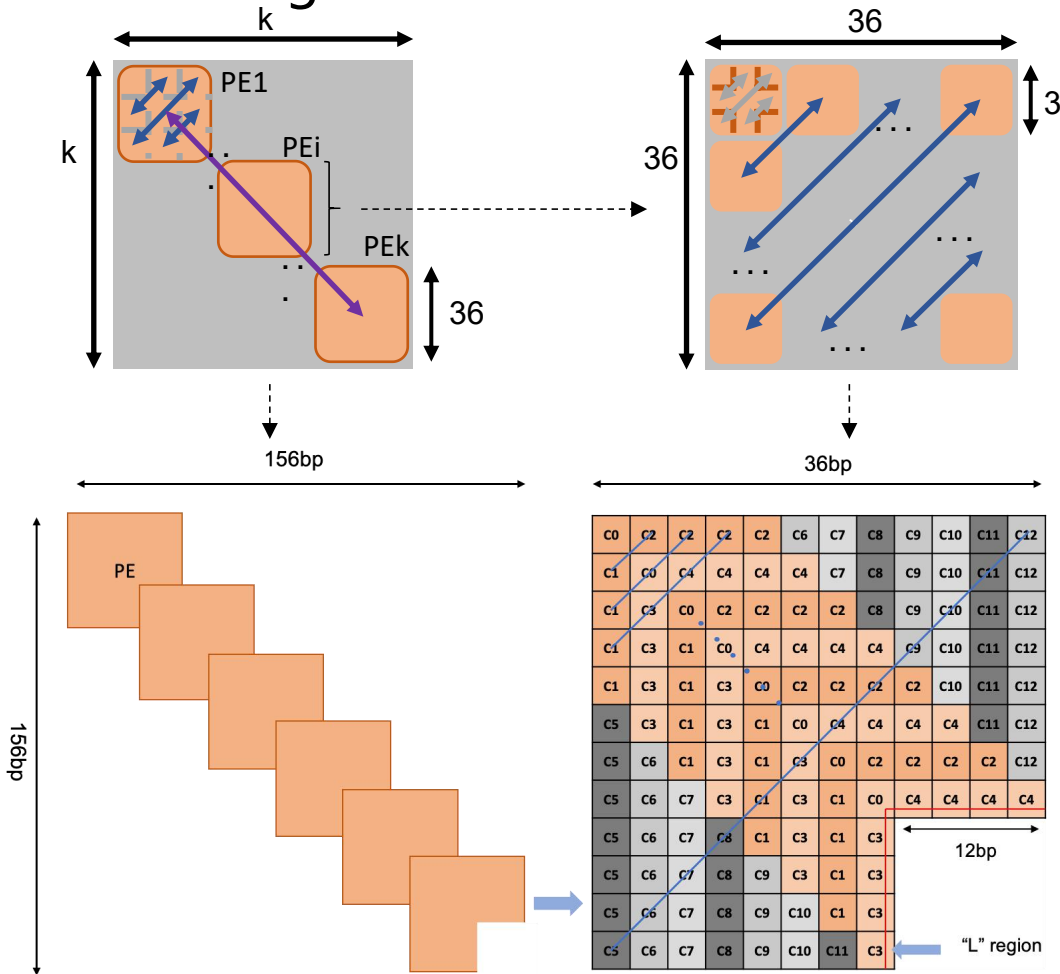 k
k
PE1
PEi
PEk
36
36
36
3
156bp
156bp
PE
36bp
C0 C2 C2 C2 C2 C6 C7 C8 C9 C10 C11 C12
C1 C0 C4 C4 C4 C4 C7 C8 C9 C10 C11 C12
C1 C3 C0 C2 C2 C2 C2 C8 C9 C10 C11 C12
C1 C3 C1 C0 C4 C4 C4 C4 C9 C10 C11 C12
C1 C3 C1 C3 C0 C2 C2 C2 C2 C10 C11 C12
C5 C3 C1 C3 C1 C0 C4 C4 C4 C4 C11 C12
C5 C6 C1 C3 C1 C3 C0 C2 C2 C2 C2 C12
C5 C6 C7 C3 C1 C3 C1 C0 C4 C4 C4 C4
C5 C6 C7 C8 C1 C3 C1 C3
C5 C6 C7 C8 C9 C3 C1 C3
C5 C6 C7 C8 C9 C10 C1 C3
C5 C6 C7 C8 C9 C10 C11 C3
12bp
“L” region